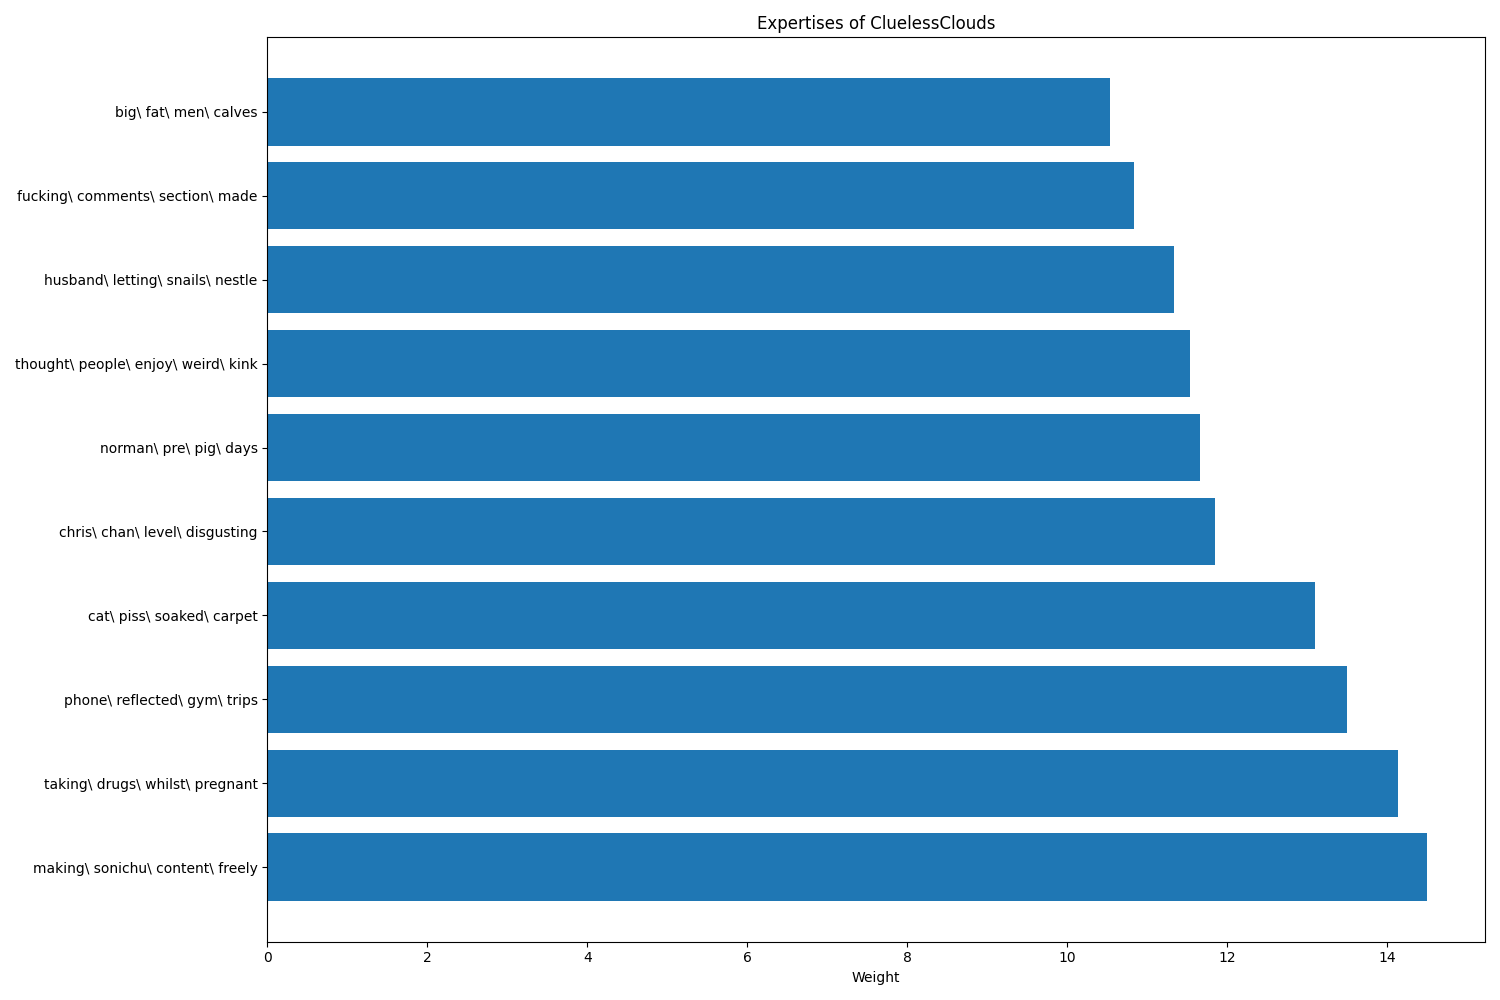 Expertises of CluelessClouds
big\ fat\ men\ calves
fucking\ comments\ section\ made
husband\ letting\ snails\ nestle
thought\ people\ enjoy\ weird\ kink
norman\ pre\ pig\ days
chris\ chan\ level\ disgusting
cat\ piss\ soaked\ carpet
phone\ reflected\ gym\ trips
taking\ drugs\ whilst\ pregnant
making\ sonichu\ content\ freely
0 2 4 6 8 10 12 14
Weight